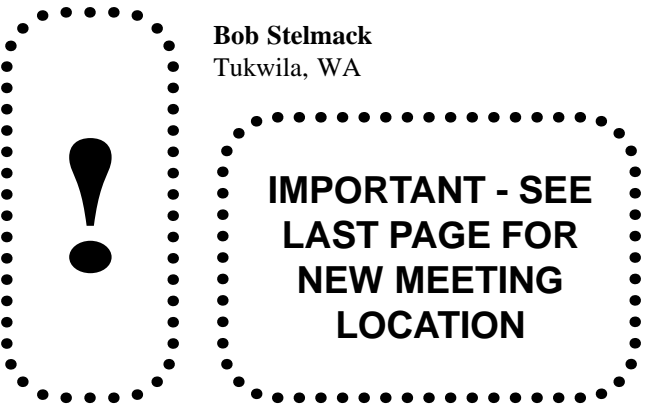 Bob Stelmack
Tukwila, WA
!
IMPORTANT - SEE
LAST PAGE FOR
NEW MEETING
LOCATION